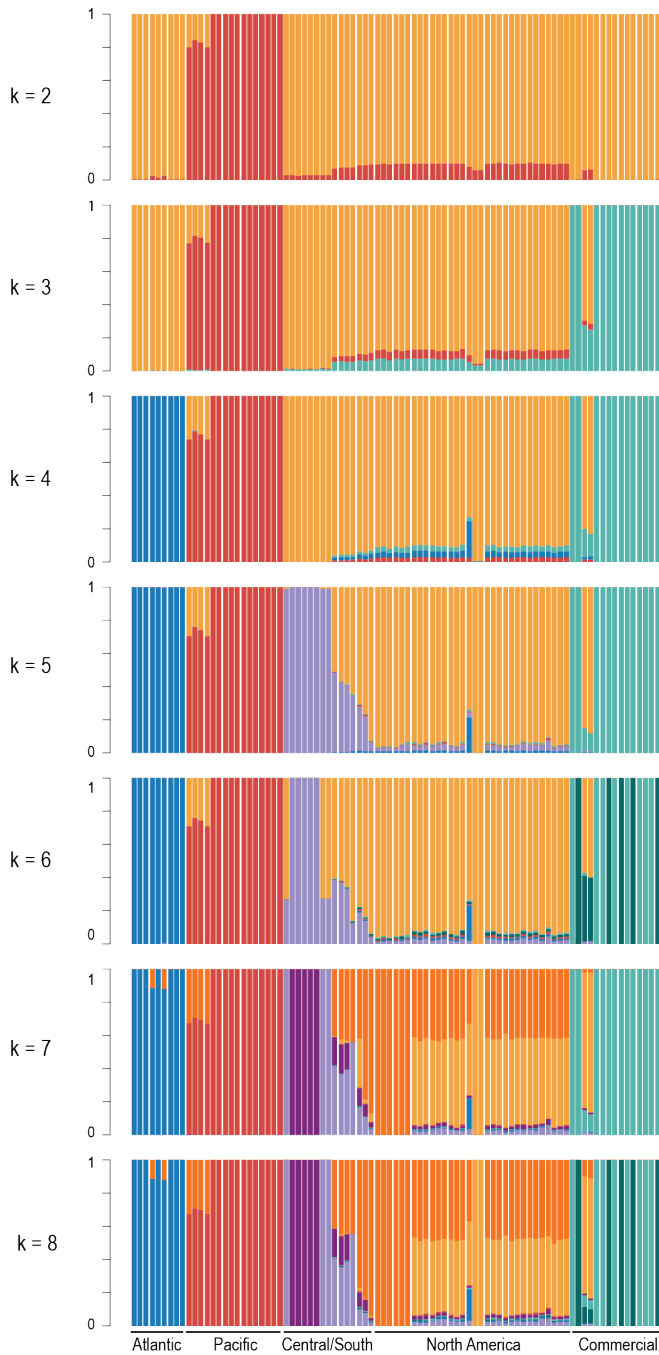 1
k = 2
0
1
k = 3
0
1
k = 4
0
1
k = 5
0
1
k = 6
0
1
k = 7
0
1
k = 8
0
Atlantic Pacific Central/South North America Commercial